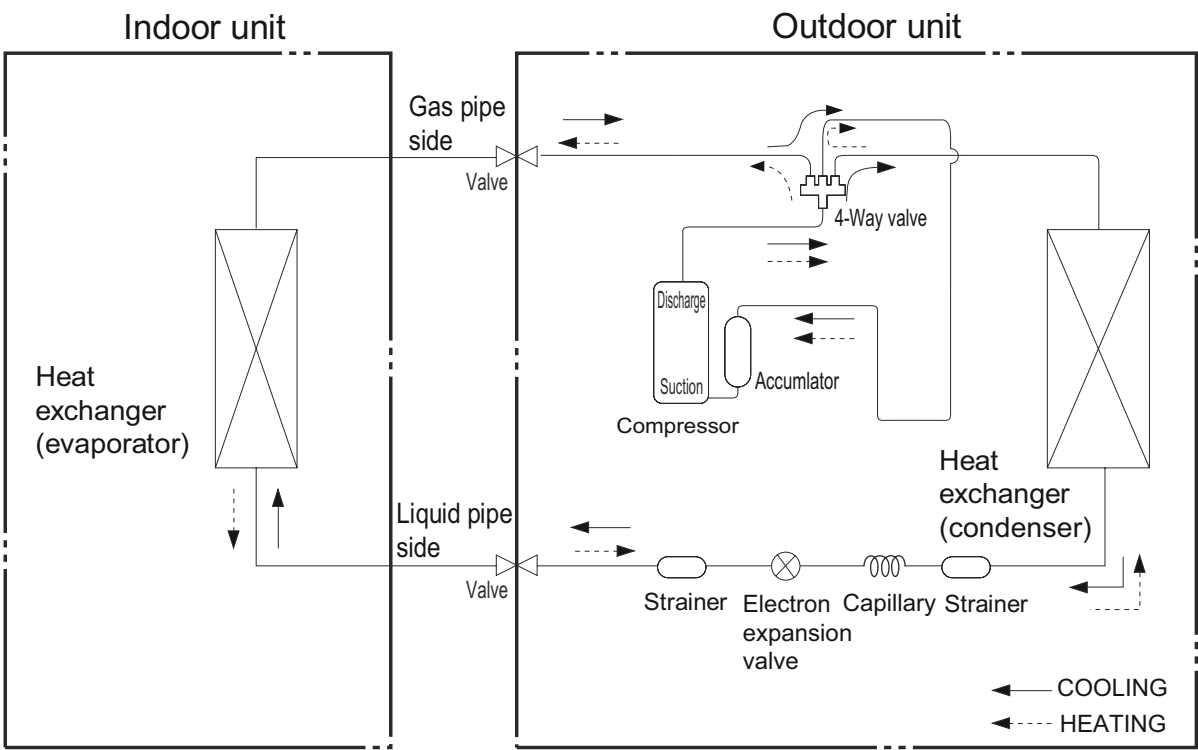 Indoor unit
Outdoor unit
Gas pipe
side
Valve
4-Way valve
Discharge
Suction
Accumlator
Compressor
Heat
exchanger
(evaporator)
Heat
exchanger
(condenser)
Liquid pipe
side
Valve
Strainer
Electron
expansion
valve
Capillary
Strainer
COOLING
HEATING